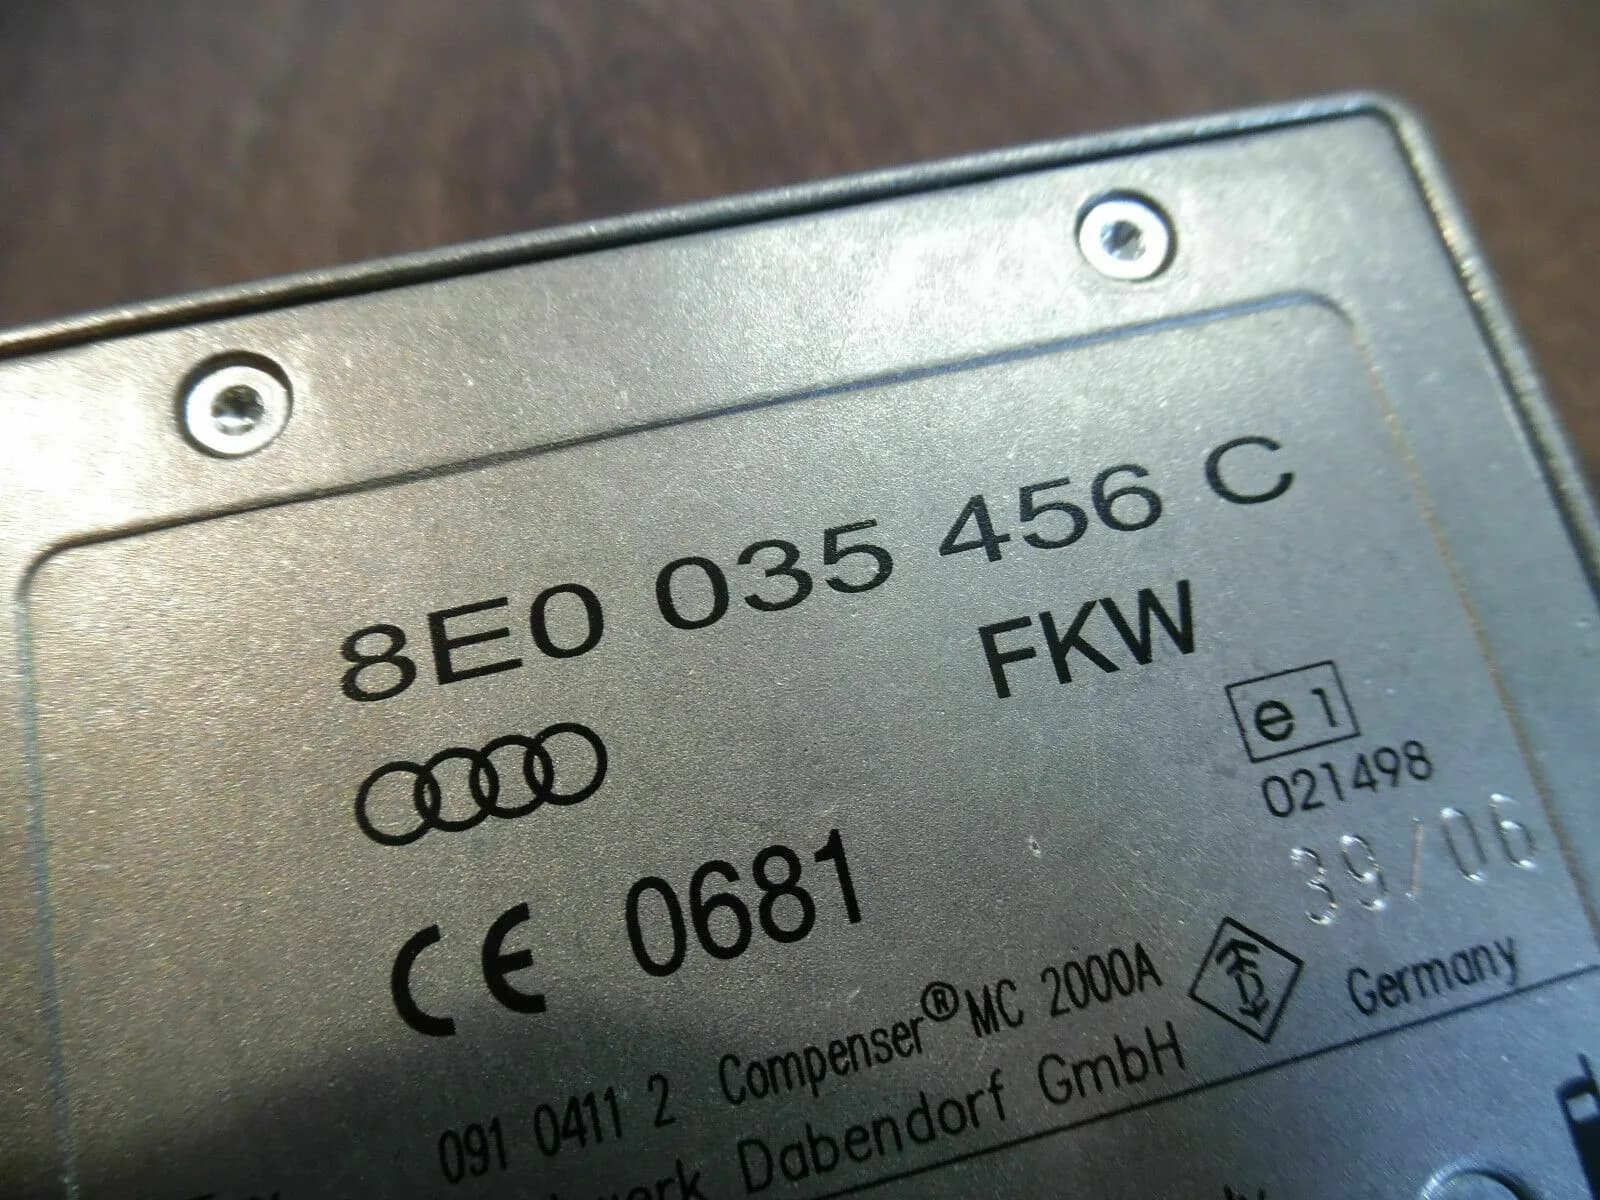 8E0 035 456 C
FKW
e1
021498
39/06
CE 0681
091 0411 2 Compenser® MC 2000A
Dabendorf GmbH
Germany